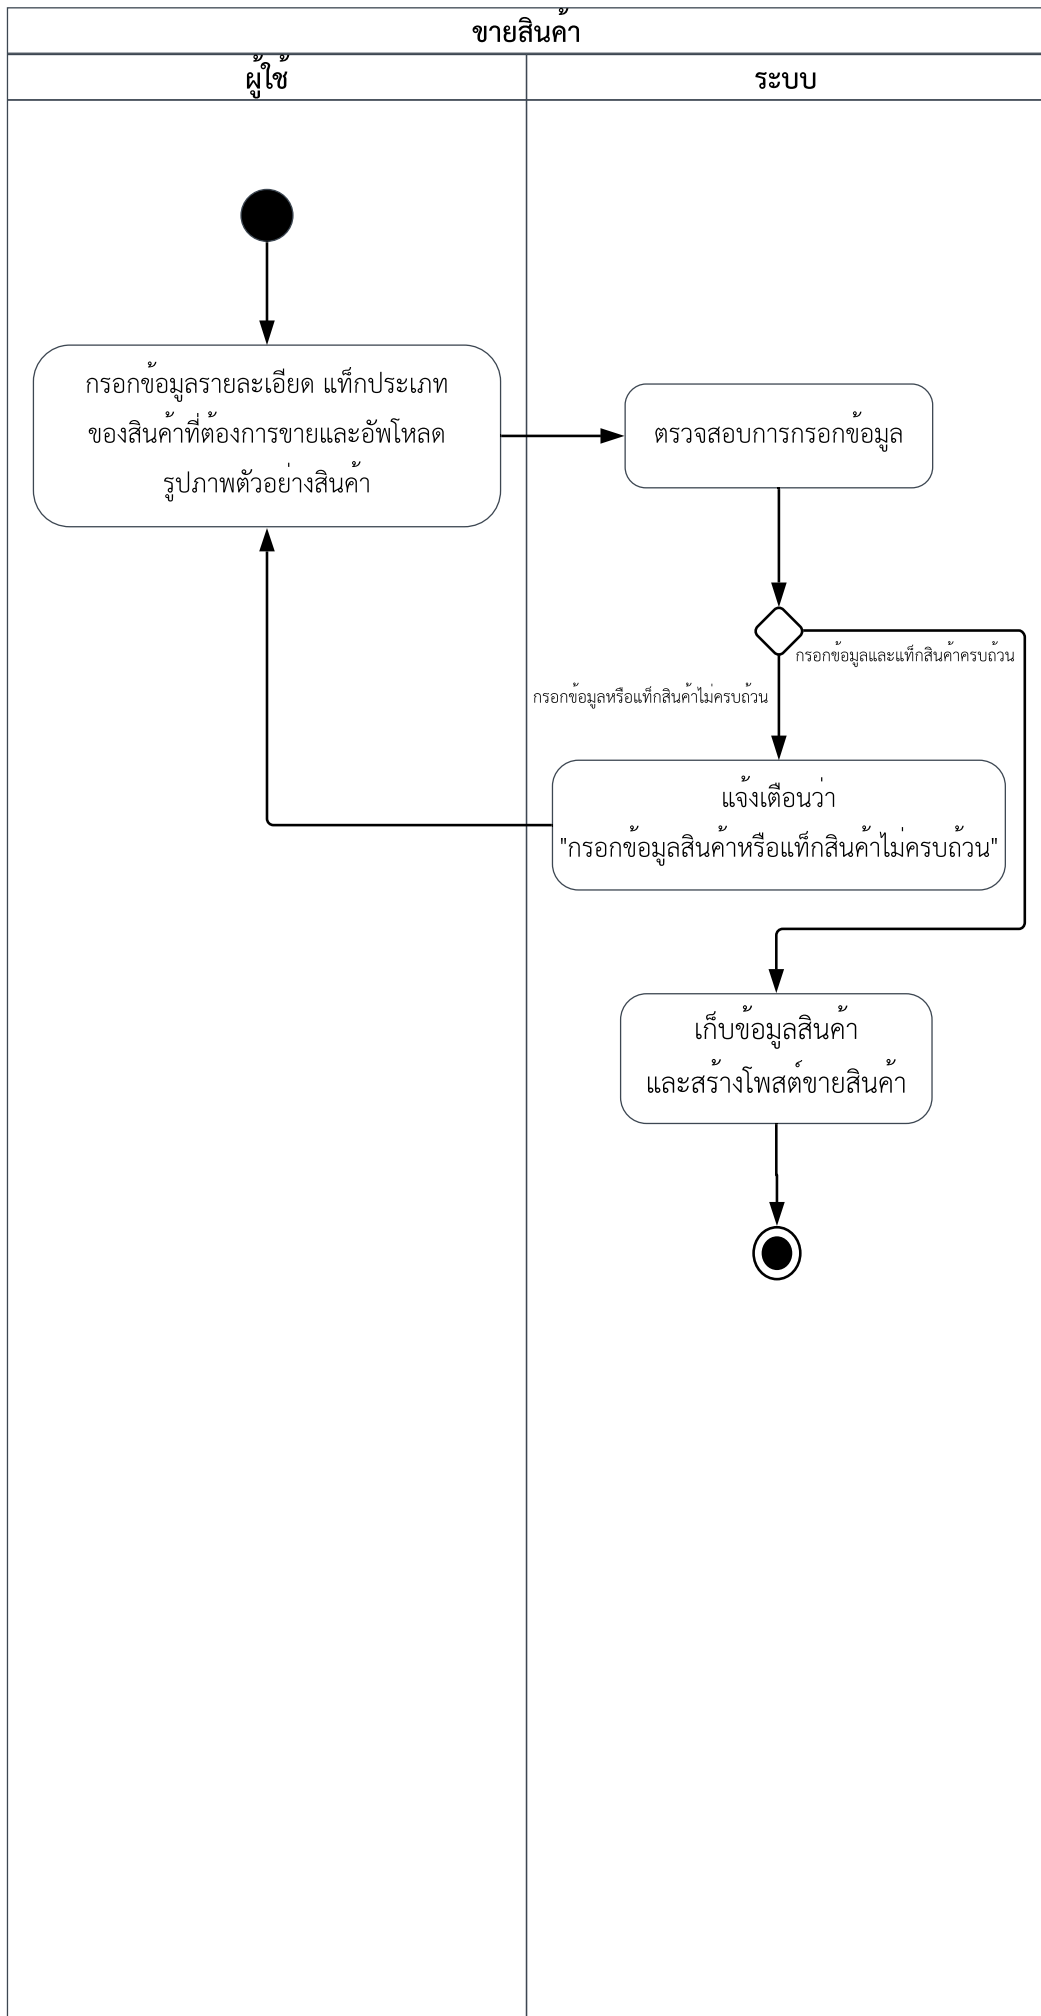 ขายสินค้า
ผู้ใช้
ระบบ
กรอกข้อมูลรายละเอียด แท็กประเภท
ของสินค้าที่ต้องการขายและอัพโหลด
รูปภาพตัวอย่างสินค้า
ตรวจสอบการกรอกข้อมูล
กรอกข้อมูลและแท็กสินค้าครบถ้วน
กรอกข้อมูลหรือแท็กสินค้าไม่ครบถ้วน
แจ้งเตือนว่า
"กรอกข้อมูลสินค้าหรือแท็กสินค้าไม่ครบถ้วน"
เก็บข้อมูลสินค้า
และสร้างโพสต์ขายสินค้า